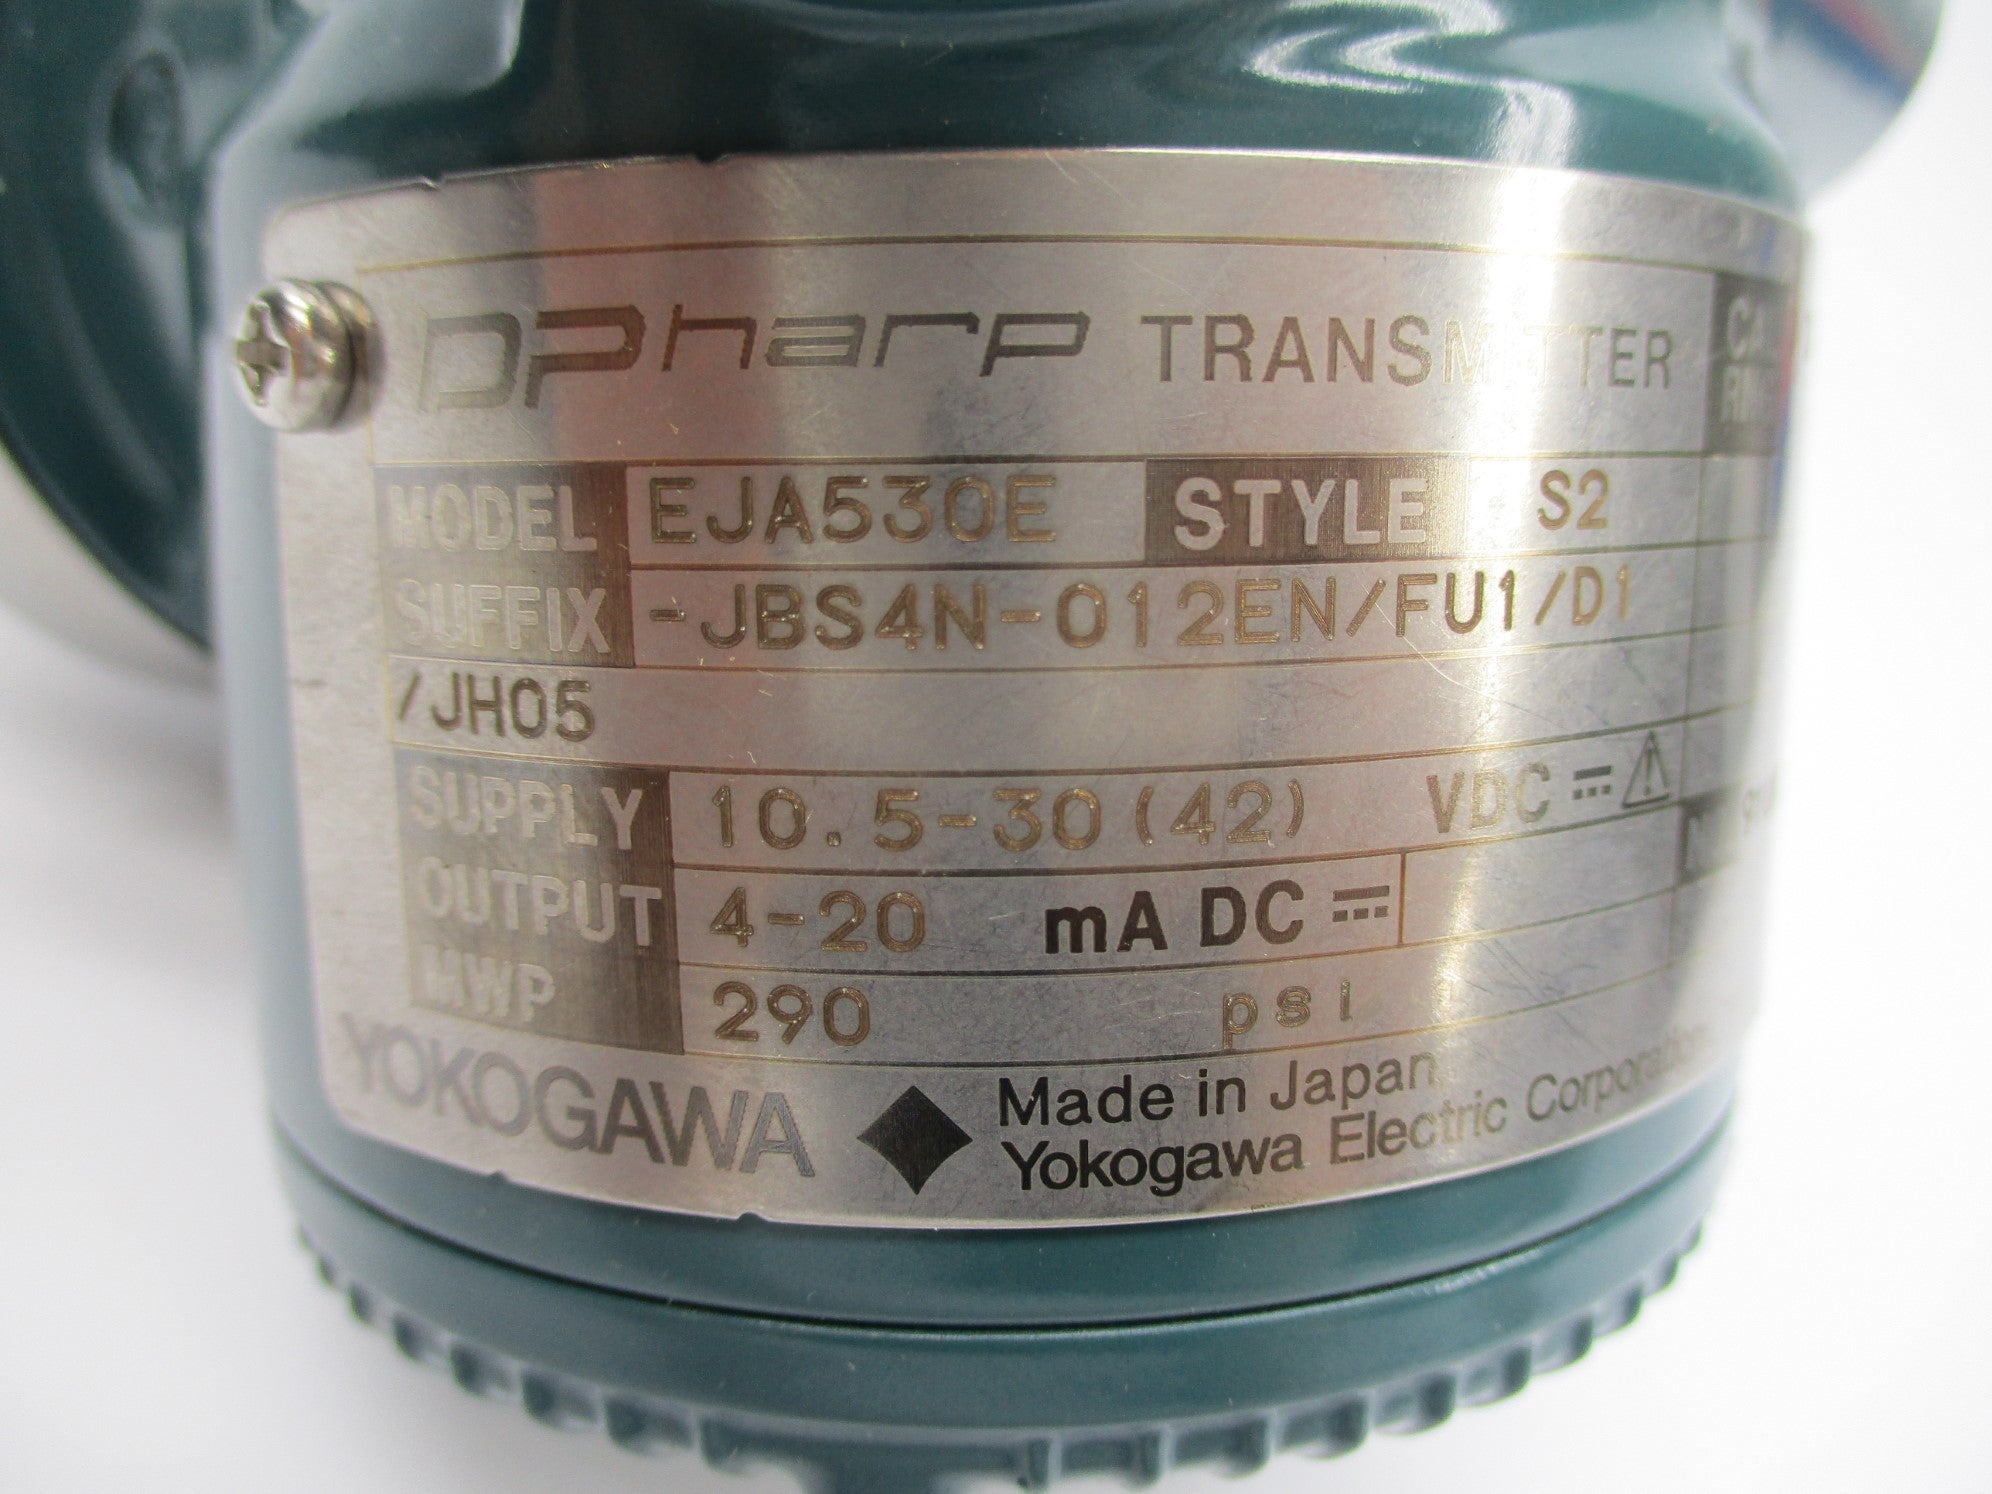 DPharp TRANSMITTER
MODEL EJA530E STYLE S2
SUFFIX -JBS4N-012EN/FU1/D1
/JH05
SUPPLY 10.5-30(42) VDC
OUTPUT 4-20 mA DC
MWP 290 psi
YOKOGAWA
Made in Japan
Yokogawa Electric Corporation